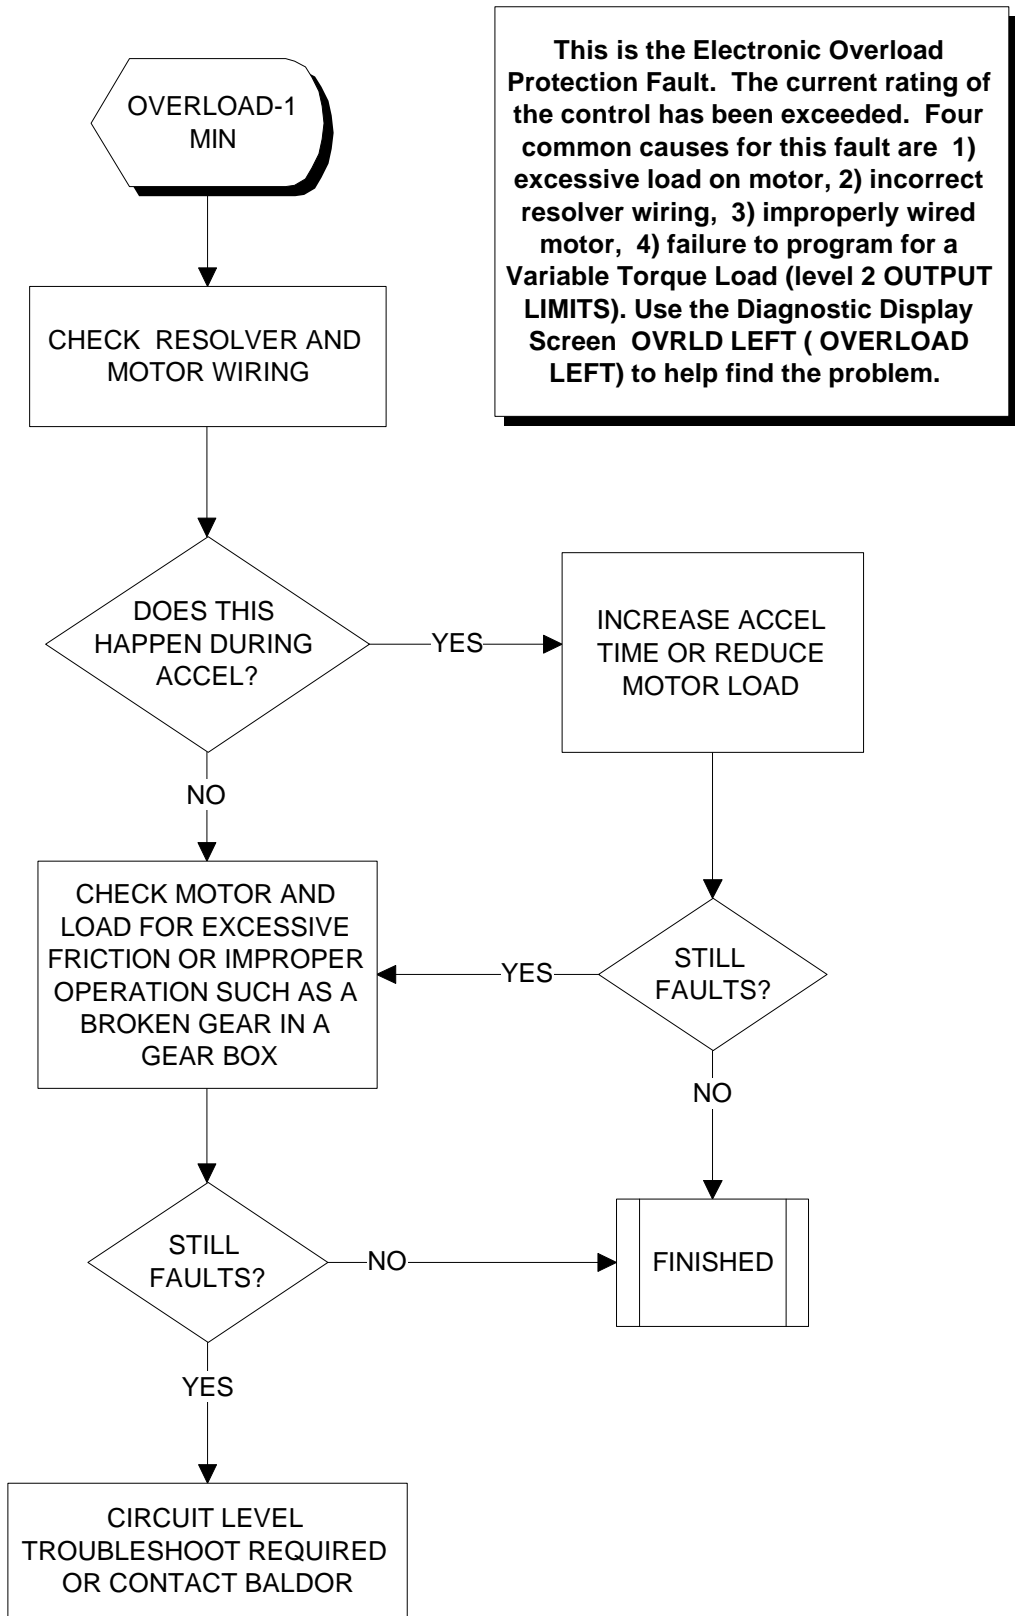 OVERLOAD-1
MIN
This is the Electronic Overload
Protection Fault.  The current rating of
the control has been exceeded.  Four
common causes for this fault are  1)
excessive load on motor, 2) incorrect
resolver wiring,  3) improperly wired
motor,  4) failure to program for a
Variable Torque Load (level 2 OUTPUT
LIMITS). Use the Diagnostic Display
Screen  OVRLD LEFT ( OVERLOAD
LEFT) to help find the problem.
CHECK  RESOLVER AND
MOTOR WIRING
DOES THIS
HAPPEN DURING
ACCEL?
YES
INCREASE ACCEL
TIME OR REDUCE
MOTOR LOAD
NO
CHECK MOTOR AND
LOAD FOR EXCESSIVE
FRICTION OR IMPROPER
OPERATION SUCH AS A
BROKEN GEAR IN A
GEAR BOX
YES
STILL
FAULTS?
NO
STILL
FAULTS?
NO
FINISHED
YES
CIRCUIT LEVEL
TROUBLESHOOT REQUIRED
OR CONTACT BALDOR